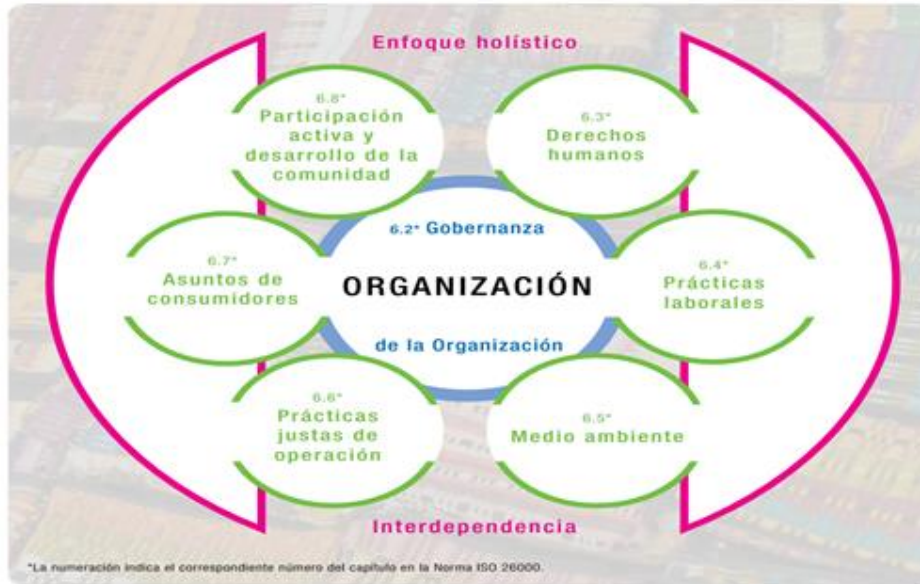 Enfoque holístico
6.8*
Participación
activa y
desarrollo de la
comunidad
6.3*
Derechos
humanos
6.2* Gobernanza
6.7*
Asuntos de
consumidores
ORGANIZACIÓN
6.4*
Prácticas
laborales
de la Organización
6.6*
Prácticas
justas de
operación
6.5*
Medio ambiente
Interdependencia
*La numeración indica el correspondiente número del capítulo en la Norma ISO 26000.